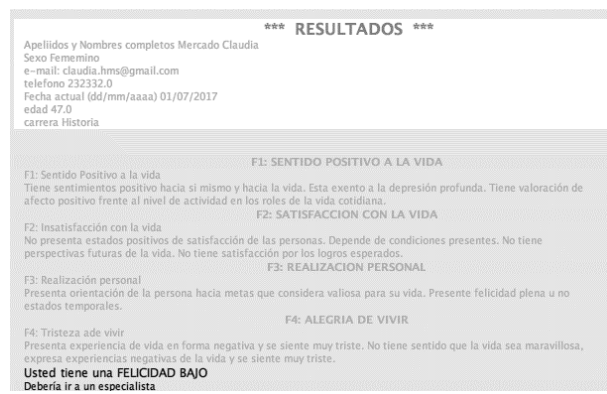 *** RESULTADOS ***
Apeliidos y Nombres completos Mercado Claudia
Sexo Fememino
e-mail: claudia.hms@gmail.com
telefono 232332.0
Fecha actual (dd/mm/aaaa) 01/07/2017
edad 47.0
carrera Historia
F1: SENTIDO POSITIVO A LA VIDA
F1: Sentido Positivo a la vida
Tiene sentimientos positivo hacia si mismo y hacia la vida. Esta exento a la depresión profunda. Tiene valoración de
afecto positivo frente al nivel de actividad en los roles de la vida cotidiana.
F2: SATISFACCION CON LA VIDA
F2: Insatisfacción con la vida
No presenta estados positivos de satisfacción de las personas. Depende de condiciones presentes. No tiene
perspectivas futuras de la vida. No tiene satisfacción por los logros esperados.
F3: REALIZACION PERSONAL
F3: Realización personal
Presenta orientación de la persona hacia metas que considera valiosa para su vida. Presente felicidad plena u no
estados temporales.
F4: ALEGRIA DE VIVIR
F4: Tristeza ade vivir
Presenta experiencia de vida en forma negativa y se siente muy triste. No tiene sentido que la vida sea maravillosa,
expresa experiencias negativas de la vida y se siente muy triste.
Usted tiene una FELICIDAD BAJO
Debería ir a un especialista